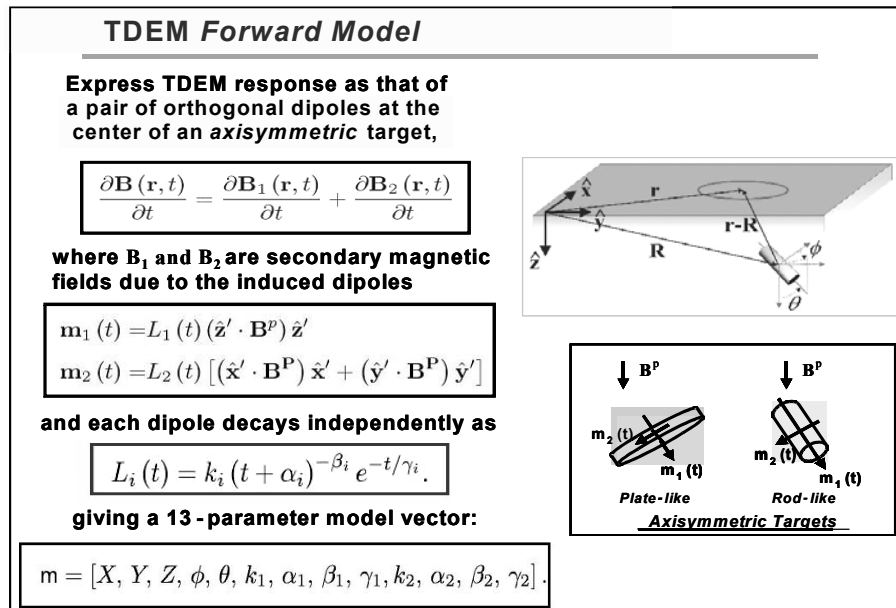 TDEM Forward Model
Express TDEM response as that of
a pair of orthogonal dipoles at the
center of an axisymmetric target,
∂B (r, t) / ∂t = ∂B₁ (r, t) / ∂t + ∂B₂ (r, t) / ∂t
where B₁ and B₂ are secondary magnetic
fields due to the induced dipoles
m₁ (t) =L₁ (t) (ẑ′ · Bᵖ) ẑ′
m₂ (t) =L₂ (t) [(x̂′ · Bᴾ) x̂′ + (ŷ′ · Bᴾ) ŷ′]
and each dipole decays independently as
Lᵢ (t) = kᵢ (t + αᵢ)^{−βᵢ} e^{−t/γᵢ}.
giving a 13 - parameter model vector:
m = [X, Y, Z, ϕ, θ, k₁, α₁, β₁, γ₁, k₂, α₂, β₂, γ₂] .
x̂
r
ŷ
r-R
ẑ
R
ϕ
θ
Bᴾ
Bᴾ
m₂ (t)
m₁ (t)
m₂ (t)
m₁ (t)
Plate-like
Rod-like
Axisymmetric Targets